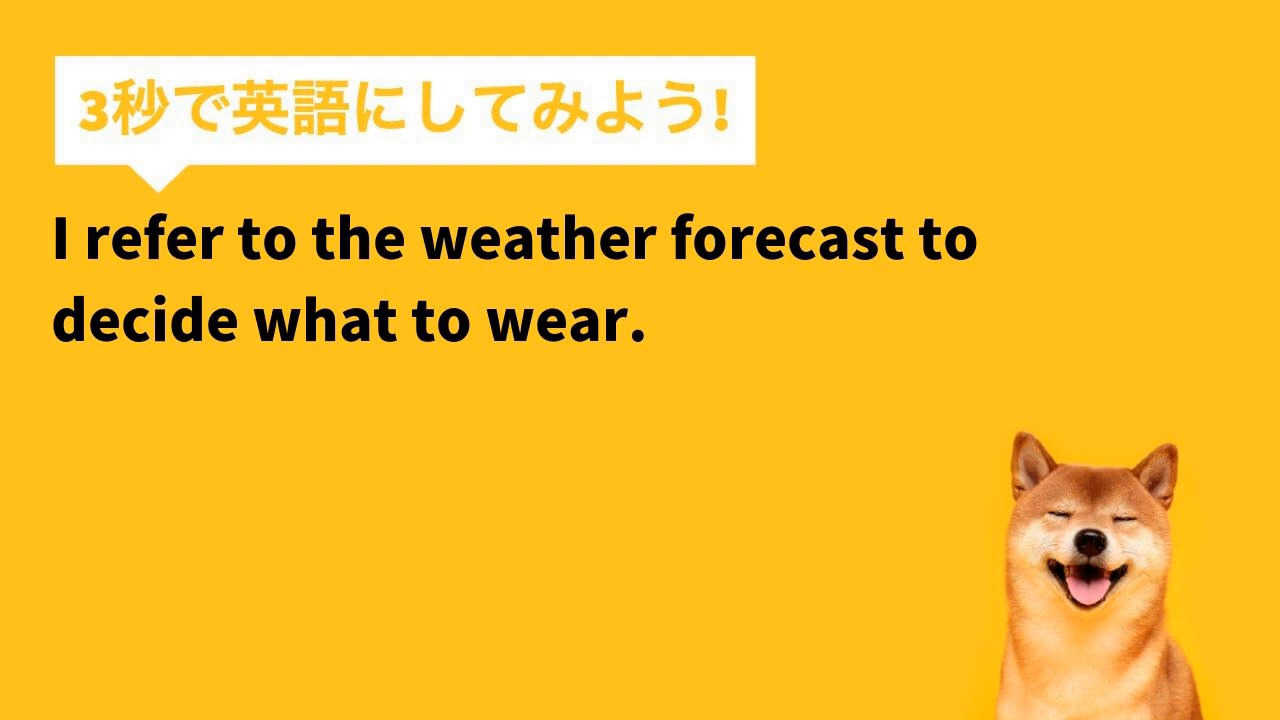 3秒で英語にしてみよう!
I refer to the weather forecast to
decide what to wear.